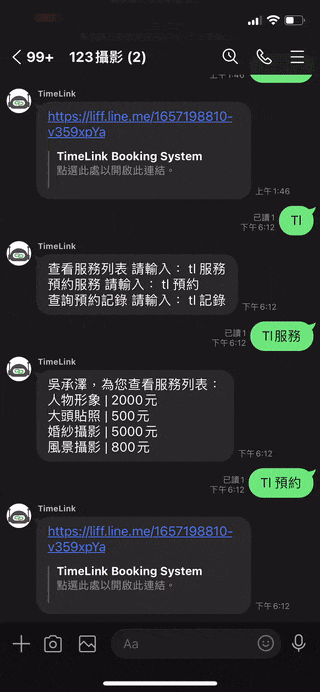 99+ 123攝影 (2)
上午1:46
TimeLink
https://liff.line.me/1657198810-
v359xpYa
TimeLink Booking System
點選此處以開啟此連結。
上午1:46
已讀1
下午6:12
Tl
TimeLink
查看服務列表 請輸入： tl 服務
預約服務 請輸入： tl 預約
查詢預約記錄 請輸入： tl 記錄
下午6:12
已讀1
下午6:12
Tl服務
TimeLink
吳承澤，為您查看服務列表：
人物形象 | 2000元
大頭貼照 | 500元
婚紗攝影 | 5000元
風景攝影 | 800元
下午6:12
已讀1
下午6:12
Tl 預約
TimeLink
https://liff.line.me/1657198810-
v359xpYa
TimeLink Booking System
點選此處以開啟此連結。
下午6:12
Aa